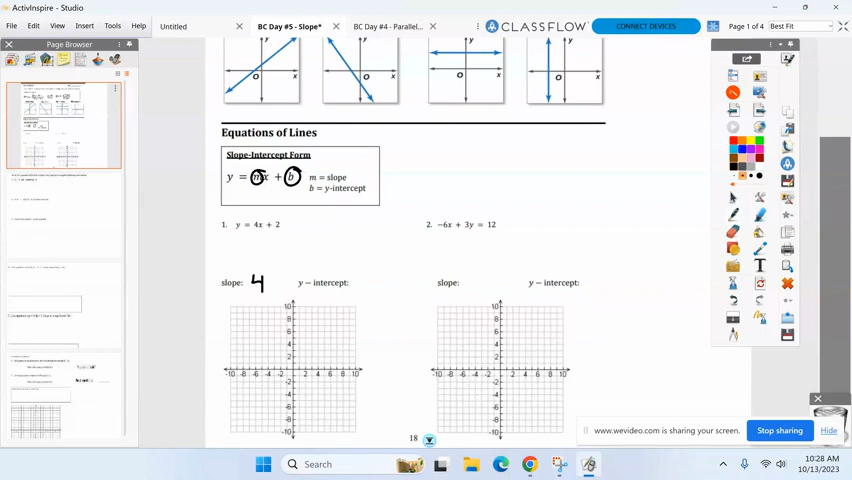 ActivInspire - Studio
File Edit View Insert Tools Help
Untitled
BC Day #5 - Slope*
BC Day #4 - Parallel...
CLASSFLOW
CONNECT DEVICES
Page 1 of 4
Best Fit
Page Browser
y
O
x
y
O
x
y
O
x
y
O
x
Equations of Lines
Slope-Intercept Form
y = mx + b
m = slope
b = y-intercept
1. y = 4x + 2
2. −6x + 3y = 12
slope: 4
y − intercept:
slope:
y − intercept:
10
8
6
4
2
-10 -8 -6 -4 -2 2 4 6 8 10
-2
-4
-6
-8
-10
10
8
6
4
2
-10 -8 -6 -4 -2 2 4 6 8 10
-2
-4
-6
-8
-10
18
www.wevideo.com is sharing your screen.
Stop sharing
Hide
Search
10:28 AM
10/13/2023